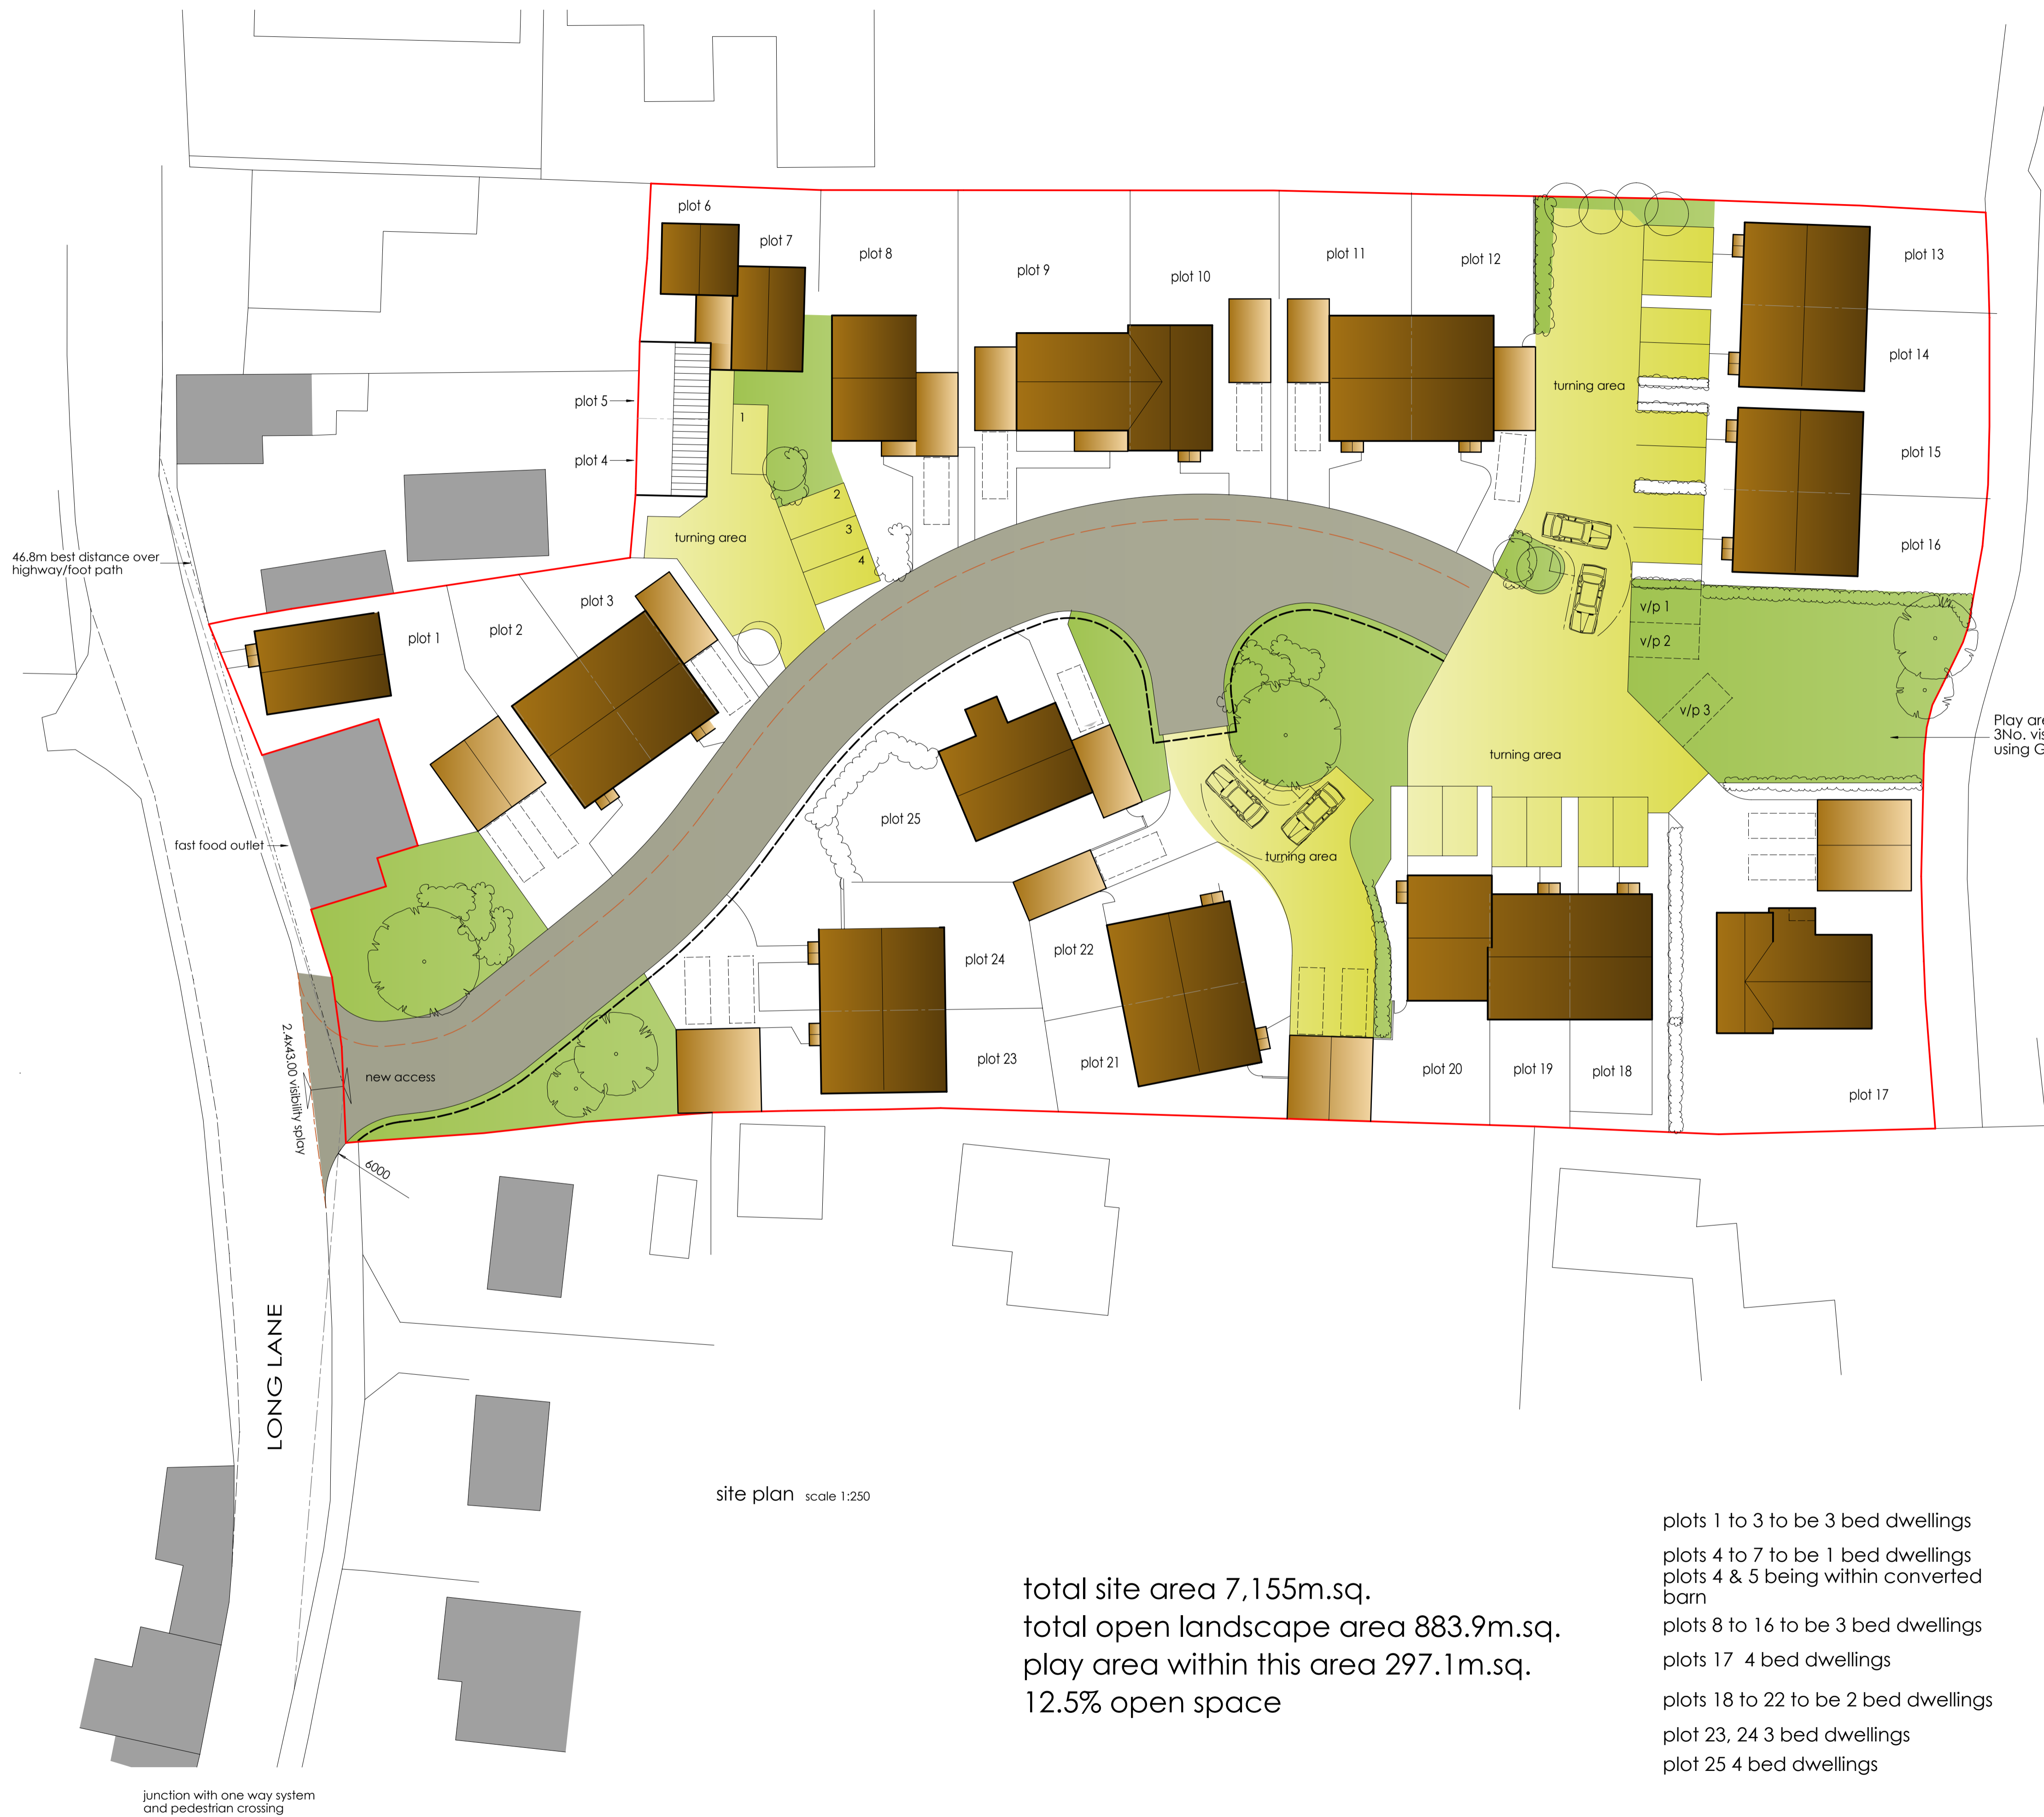 plot 6
plot 7
plot 8
plot 9
plot 10
plot 11
plot 12
plot 13
plot 14
plot 15
plot 16
turning area
plot 5
plot 4
1
2
3
4
turning area
46.8m best distance over
highway/foot path
plot 1
plot 2
plot 3
v/p 1
v/p 2
v/p 3
3No.
using
turning area
fast food outlet
plot 25
turning area
plot 24
plot 22
plot 23
plot 21
plot 20
plot 19
plot 18
plot 17
2.4x43.00 visibility splay
new access
6000
LONG LANE
site plan scale 1:250
total site area 7,155m.sq.
total open landscape area 883.9m.sq.
play area within this area 297.1m.sq.
12.5% open space
plots 1 to 3 to be 3 bed dwellings
plots 4 to 7 to be 1 bed dwellings
plots 4 & 5 being within converted
barn
plots 8 to 16 to be 3 bed dwellings
plots 17 4 bed dwellings
plots 18 to 22 to be 2 bed dwellings
plot 23, 24 3 bed dwellings
plot 25 4 bed dwellings
junction with one way system
and pedestrian crossing